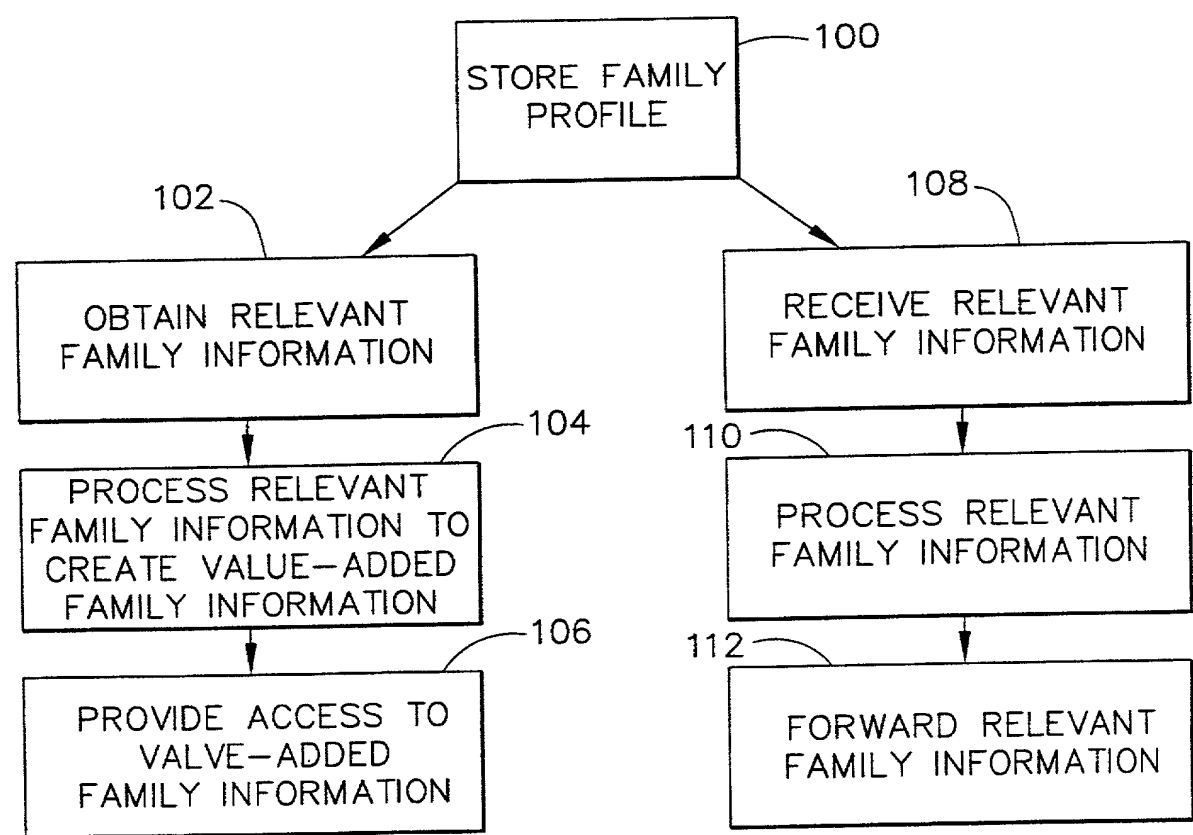 100
STORE FAMILY
PROFILE
102
OBTAIN RELEVANT
FAMILY INFORMATION
104
PROCESS RELEVANT
FAMILY INFORMATION TO
CREATE VALUE-ADDED
FAMILY INFORMATION
106
PROVIDE ACCESS TO
VALVE-ADDED
FAMILY INFORMATION
108
RECEIVE RELEVANT
FAMILY INFORMATION
110
PROCESS RELEVANT
FAMILY INFORMATION
112
FORWARD RELEVANT
FAMILY INFORMATION